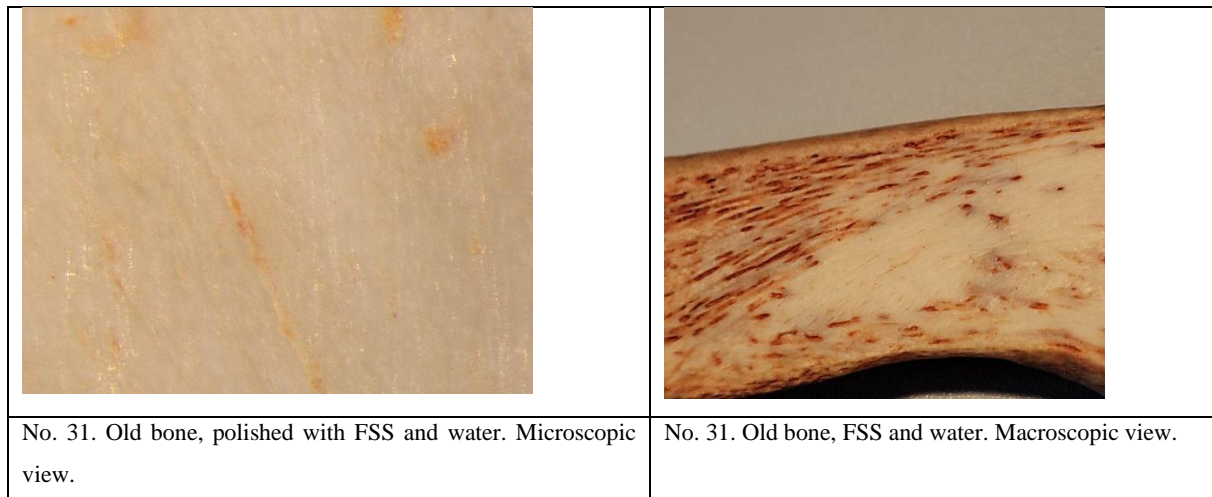 No. 31. Old bone, polished with FSS and water. Microscopic
view.
No. 31. Old bone, FSS and water. Macroscopic view.